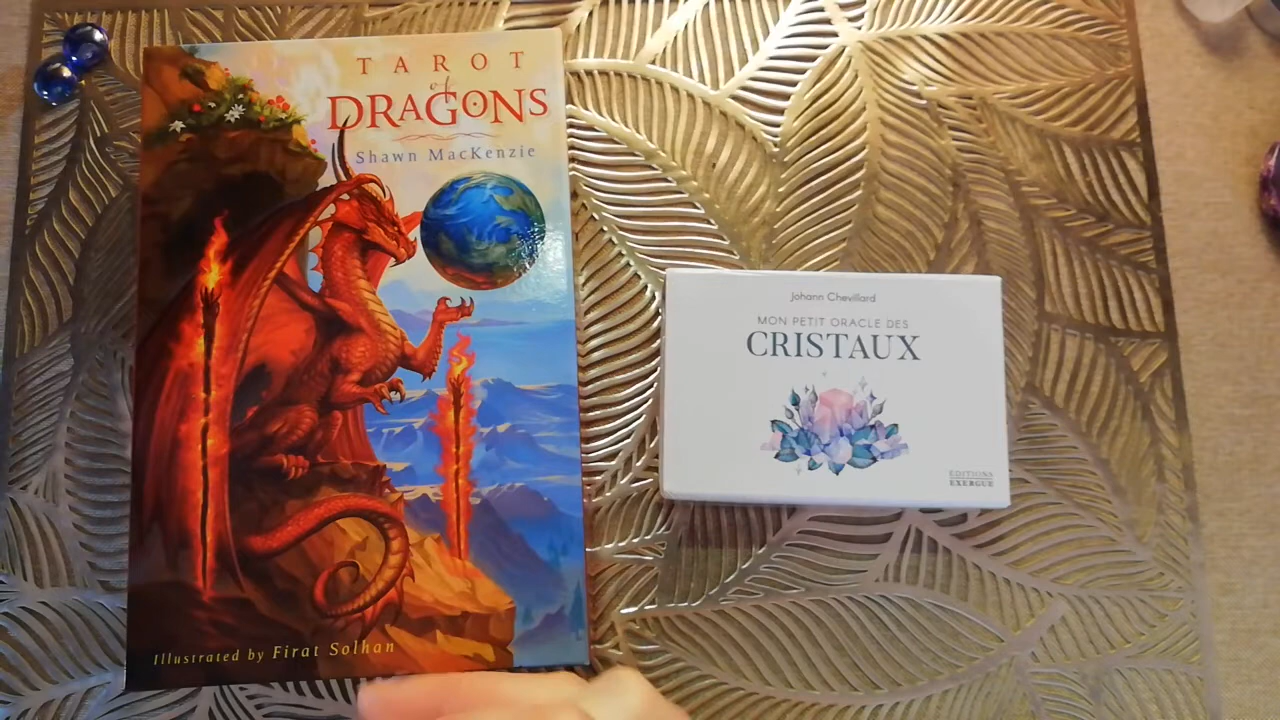 TAROT
of
DRAGONS
Shawn MacKenzie
Illustrated by Firat Solhan
Johann Chevillard
MON PETIT ORACLE DES
CRISTAUX
EDITIONS
EXERGUE